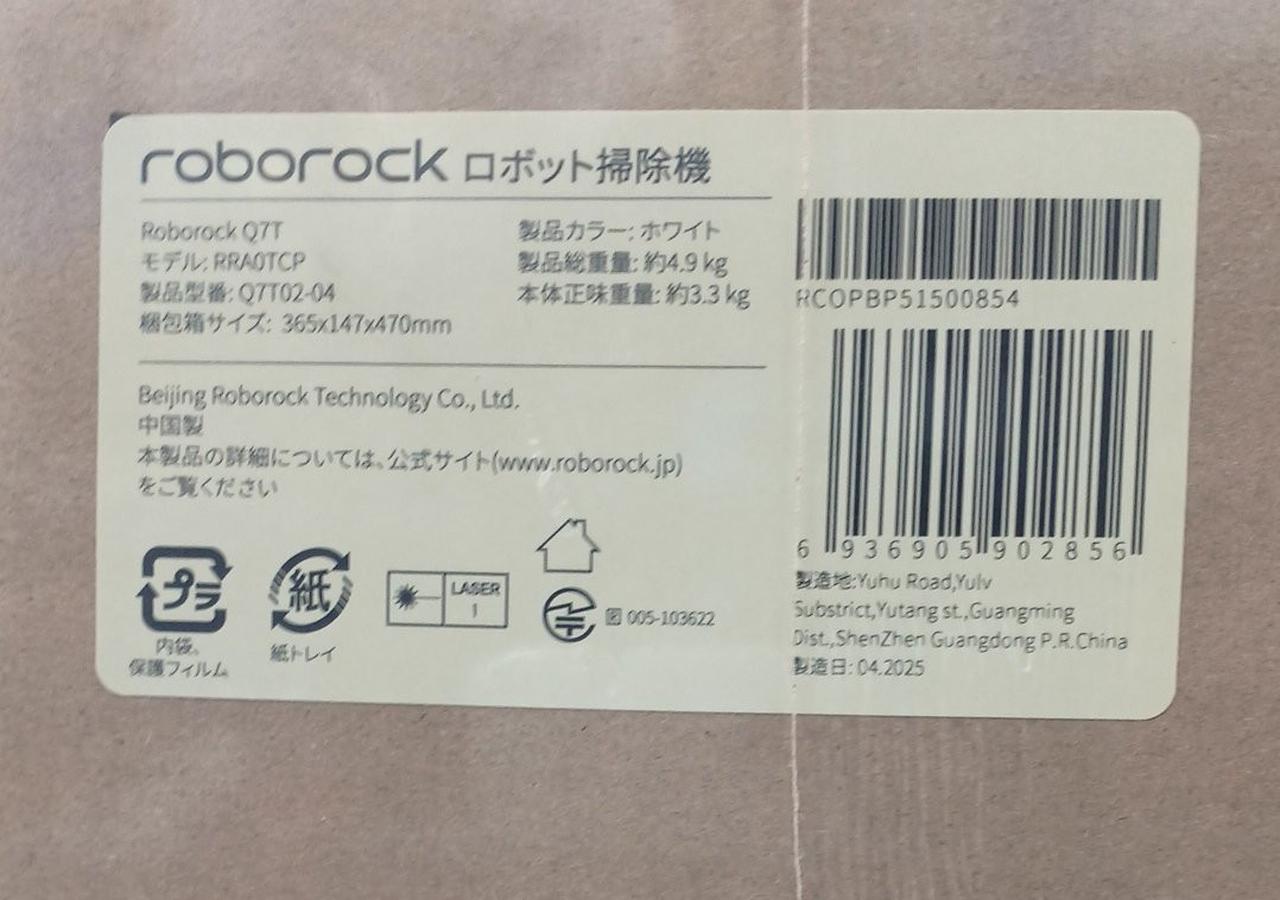 roborock ロボット掃除機
Roborock Q7T
モデル: RRA0TCP
製品型番: Q7T02-04
梱包箱サイズ: 365x147x470mm
製品カラー: ホワイト
製品総重量: 約4.9 kg
本体正味重量: 約3.3 kg
Beijing Roborock Technology Co., Ltd.
中国製
本製品の詳細については、公式サイト(www.roborock.jp)
をご覧ください
プラ
内袋、
保護フィルム
紙
紙トレイ
LASER
1
005-103622
RCOPBP51500854
6 936905 902856
製造地:Yuhu Road,Yulv
Substrict,Yutang st.,Guangming
Dist.,ShenZhen Guangdong P.R.China
製造日: 04.2025